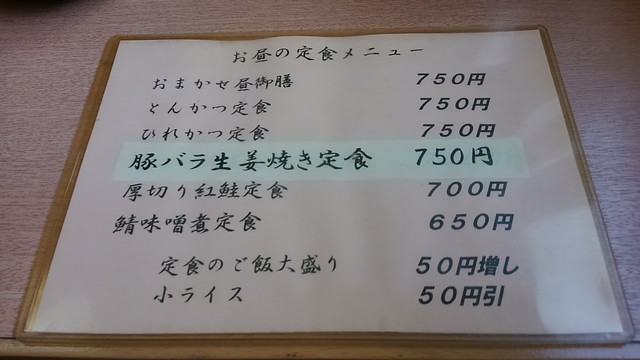 お昼の定食メニュー
おまかせ昼御膳 750円
とんかつ定食 750円
ひれかつ定食 750円
豚バラ生姜焼き定食 750円
厚切り紅鮭定食 700円
鯖味噌煮定食 650円
定食のご飯大盛り 50円増し
小ライス 50円引